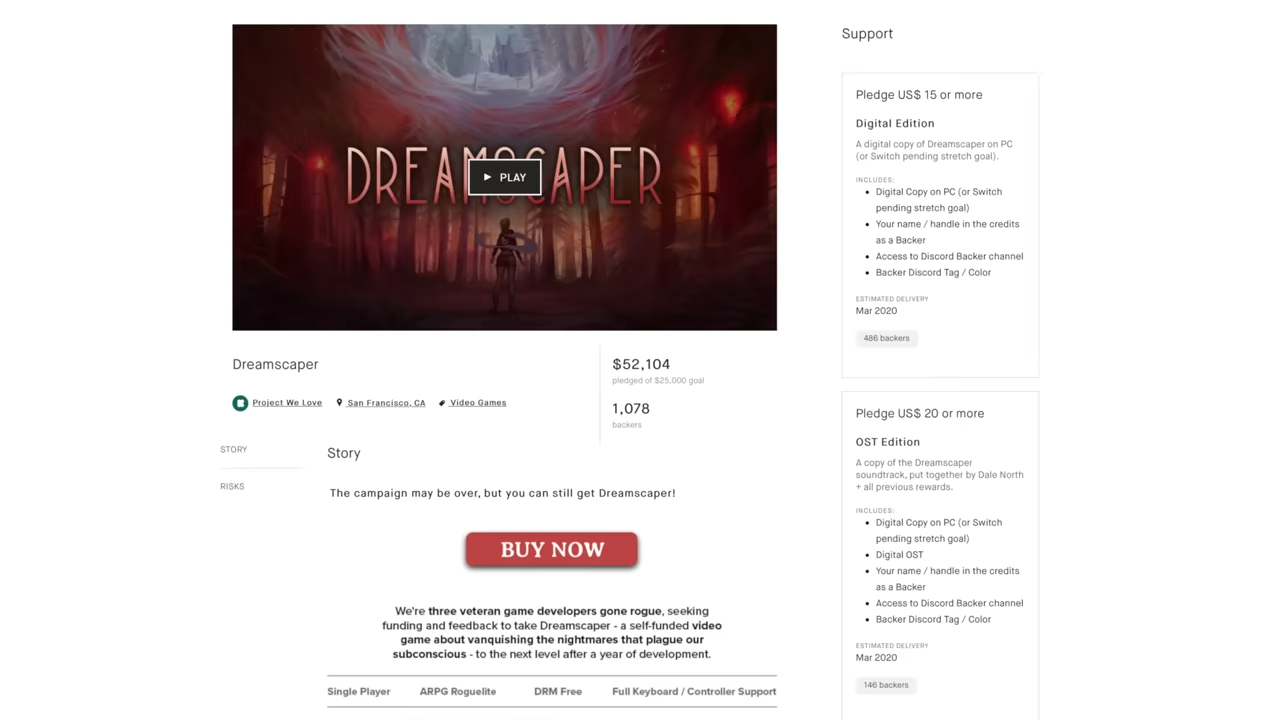 DREAMSCAPER
PLAY
Dreamscaper
Project We Love
San Francisco, CA
Video Games
$52,104
pledged of $25,000 goal
1,078
backers
STORY
RISKS
Story
The campaign may be over, but you can still get Dreamscaper!
BUY NOW
We're three veteran game developers gone rogue, seeking
funding and feedback to take Dreamscaper - a self-funded video
game about vanquishing the nightmares that plague our
subconscious - to the next level after a year of development.
Single Player
ARPG Roguelite
DRM Free
Full Keyboard / Controller Support
Support
Pledge US$ 15 or more
Digital Edition
A digital copy of Dreamscaper on PC
(or Switch pending stretch goal).
INCLUDES:
Digital Copy on PC (or Switch
pending stretch goal)
Your name / handle in the credits
as a Backer
Access to Discord Backer channel
Backer Discord Tag / Color
ESTIMATED DELIVERY
Mar 2020
486 backers
Pledge US$ 20 or more
OST Edition
A copy of the Dreamscaper
soundtrack, put together by Dale North
+ all previous rewards.
INCLUDES:
Digital Copy on PC (or Switch
pending stretch goal)
Digital OST
Your name / handle in the credits
as a Backer
Access to Discord Backer channel
Backer Discord Tag / Color
ESTIMATED DELIVERY
Mar 2020
146 backers